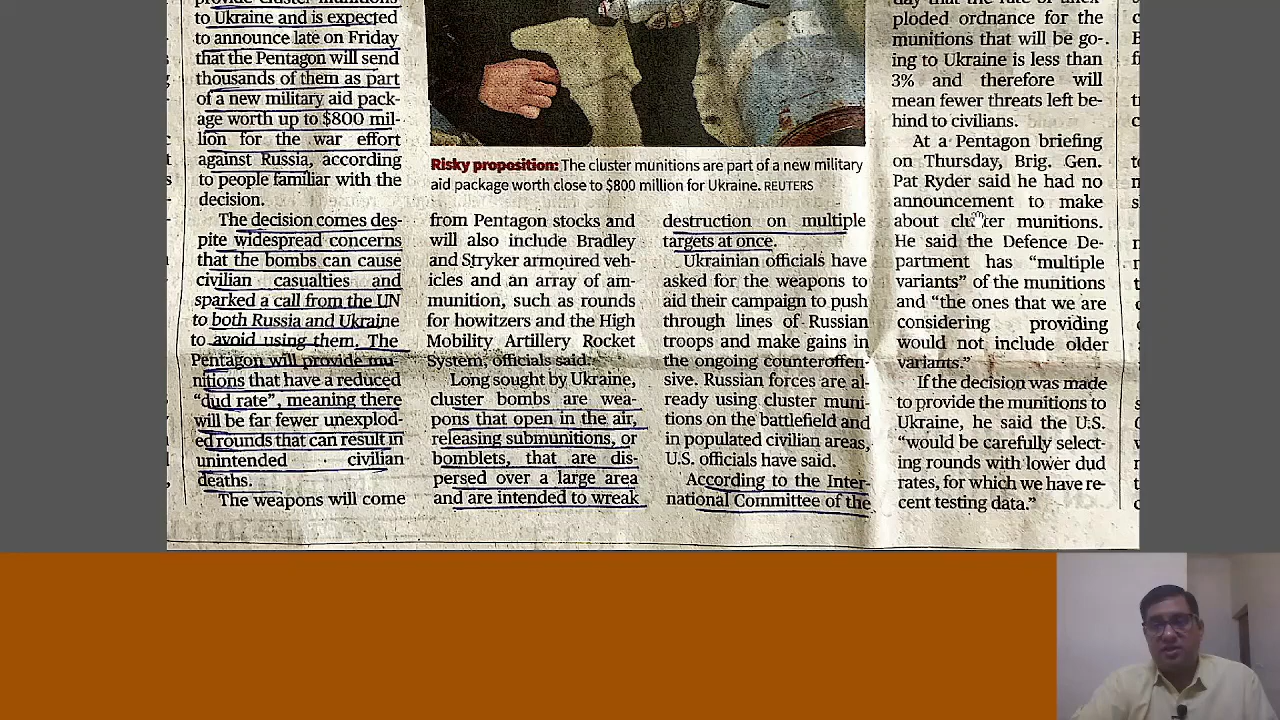 provide cluster munitions
to Ukraine and is expected
to announce late on Friday
that the Pentagon will send
thousands of them as part
of a new military aid pack-
age worth up to $800 mil-
lion for the war effort
against Russia, according
to people familiar with the
decision.
The decision comes des-
pite widespread concerns
that the bombs can cause
civilian casualties and
sparked a call from the UN
to both Russia and Ukraine
to avoid using them. The
Pentagon will provide mu-
nitions that have a reduced
“dud rate”, meaning there
will be far fewer unexplod-
ed rounds that can result in
unintended civilian
deaths.
The weapons will come
Risky proposition: The cluster munitions are part of a new military
aid package worth close to $800 million for Ukraine. REUTERS
from Pentagon stocks and
will also include Bradley
and Stryker armoured veh-
icles and an array of am-
munition, such as rounds
for howitzers and the High
Mobility Artillery Rocket
System, officials said.
Long sought by Ukraine,
cluster bombs are wea-
pons that open in the air,
releasing submunitions, or
bomblets, that are dis-
persed over a large area
and are intended to wreak
destruction on multiple
targets at once.
Ukrainian officials have
asked for the weapons to
aid their campaign to push
through lines of Russian
troops and make gains in
the ongoing counteroffen-
sive. Russian forces are al-
ready using cluster muni-
tions on the battlefield and
in populated civilian areas,
U.S. officials have said.
According to the Inter-
national Committee of the
day that the rate of unex-
ploded ordnance for the
munitions that will be go-
ing to Ukraine is less than
3% and therefore will
mean fewer threats left be-
hind to civilians.
At a Pentagon briefing
on Thursday, Brig. Gen.
Pat Ryder said he had no
announcement to make
about cluster munitions.
He said the Defence De-
partment has “multiple
variants” of the munitions
and “the ones that we are
considering providing
would not include older
variants.”
If the decision was made
to provide the munitions to
Ukraine, he said the U.S.
“would be carefully select-
ing rounds with lower dud
rates, for which we have re-
cent testing data.”